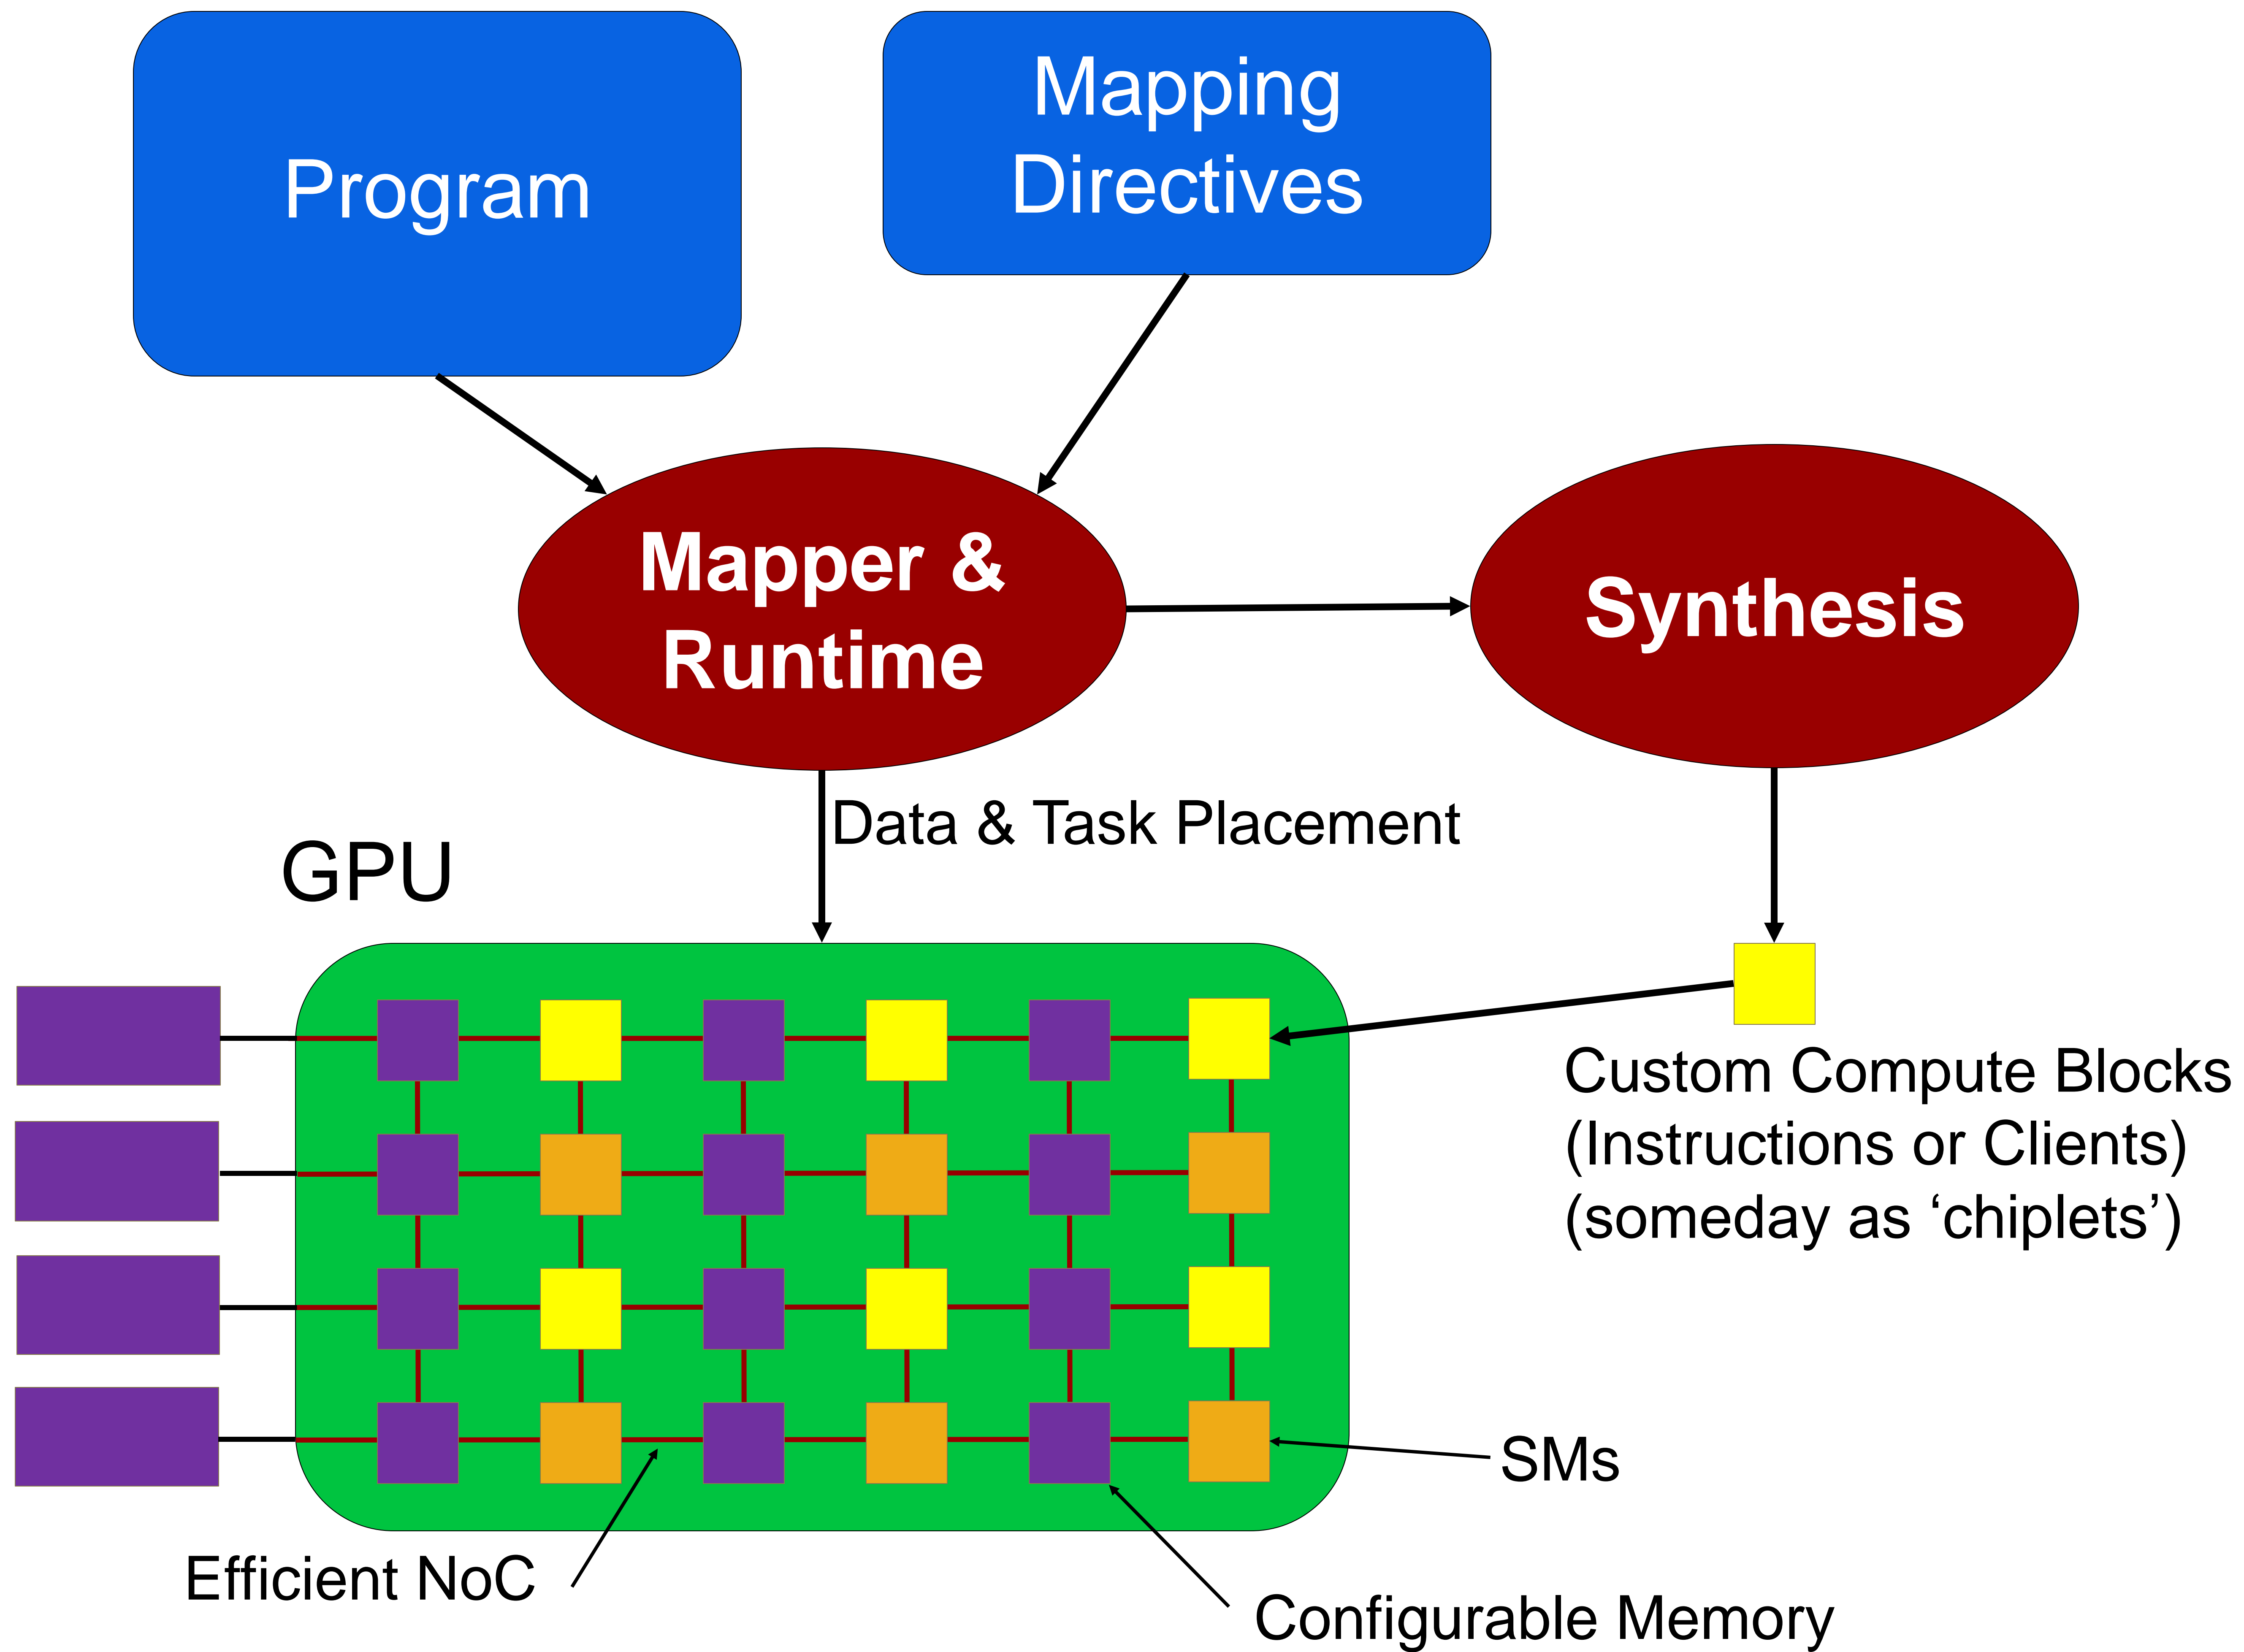 Program
Mapping
Directives
Mapper &
Runtime
Synthesis
Data & Task Placement
GPU
Custom Compute Blocks
(Instructions or Clients)
(someday as ‘chiplets’)
SMs
Efficient NoC
Configurable Memory